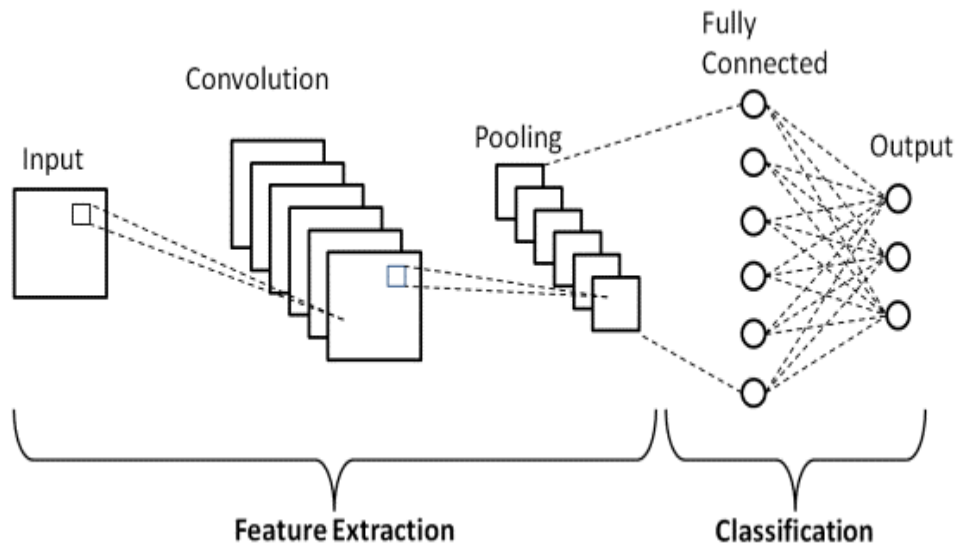 Fully
Connected
Convolution
Pooling
Output
Input
Feature Extraction
Classification